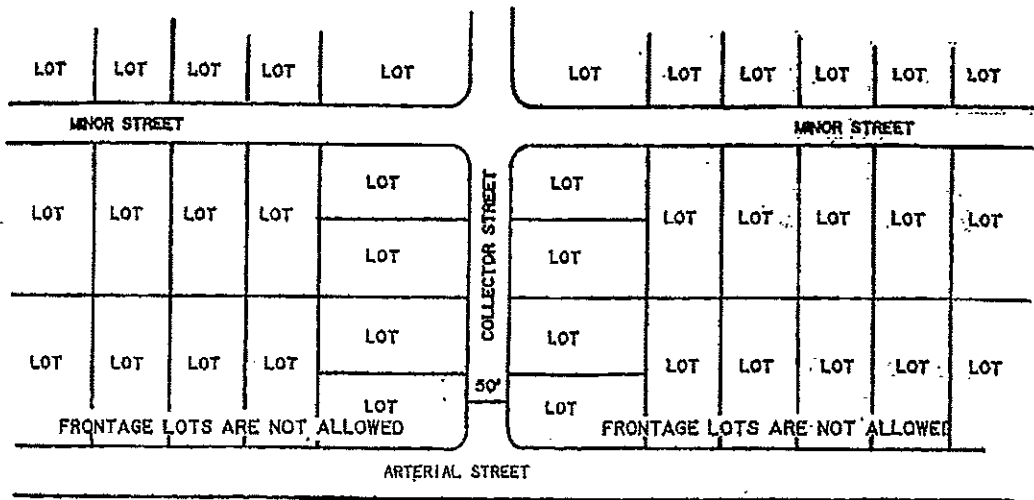 LOT LOT LOT LOT LOT LOT LOT LOT LOT LOT LOT
MINOR STREET MINOR STREET
LOT LOT
LOT LOT LOT LOT LOT LOT LOT LOT LOT
COLLECTOR STREET
LOT LOT
LOT LOT
LOT LOT LOT LOT LOT LOT LOT LOT LOT
50'
LOT LOT
FRONTAGE LOTS ARE NOT ALLOWED FRONTAGE LOTS ARE NOT ALLOWED
ARTERIAL STREET